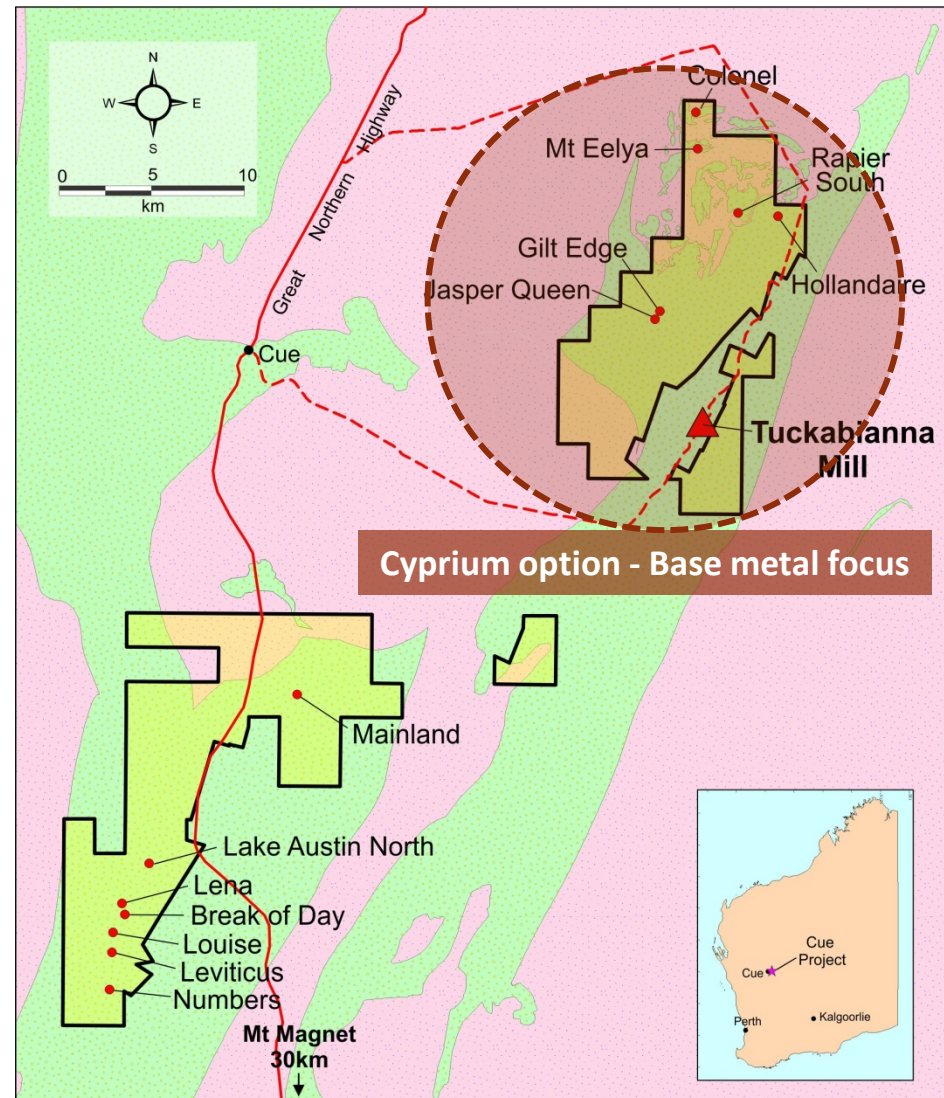 N
W E
S
0 5 10
km
Great Northern Highway
Colonel
Mt Eelya
Rapier
South
Gilt Edge
Jasper Queen
Hollandaire
Cue
Tuckabianna
Mill
Cyprium option - Base metal focus
Mainland
Lake Austin North
Lena
Break of Day
Louise
Leviticus
Numbers
Mt Magnet
30km
Cue
Project
Cue
Perth
Kalgoorlie